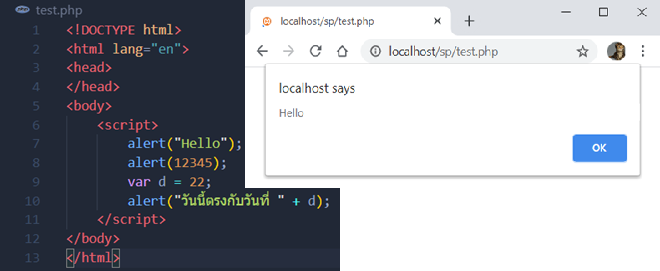 test.php
1 <!DOCTYPE html>
2 <html lang="en">
3 <head>
4 </head>
5 <body>
6 <script>
7 alert("Hello");
8 alert(12345);
9 var d = 22;
10 alert("วันนี้ตรงกับวันที่ " + d);
11 </script>
12 </body>
13 </html>
localhost/sp/test.php
localhost/sp/test.php
localhost says
Hello
OK